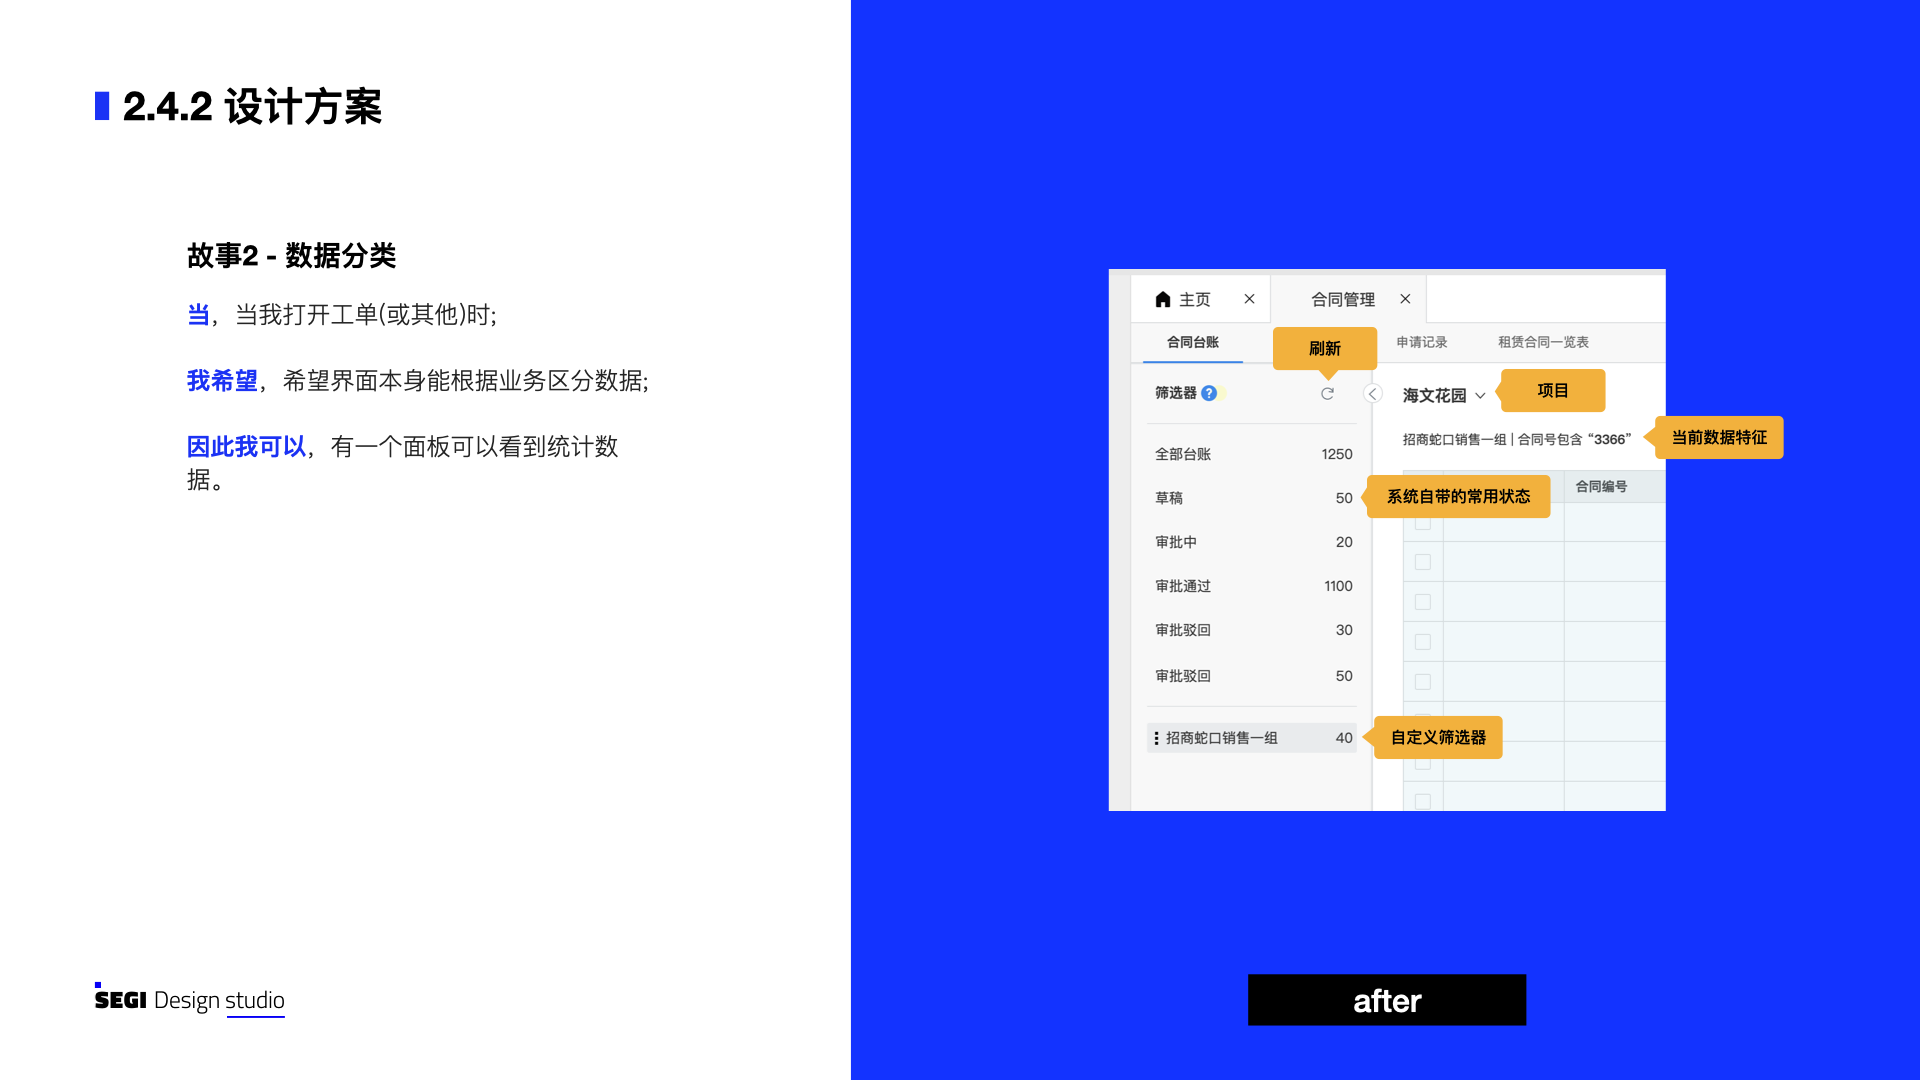 2.4.2 设计方案
故事2 - 数据分类
当，当我打开工单(或其他)时;
我希望，希望界面本身能根据业务区分数据;
因此我可以，有一个面板可以看到统计数
据。
SEGI Design studio
主页
合同管理
合同台账
刷新
申请记录
租赁合同一览表
筛选器 ?
海文花园
项目
招商蛇口销售一组 | 合同号包含 “3366”
当前数据特征
全部台账 1250
草稿 50
系统自带的常用状态
合同编号
审批中 20
审批通过 1100
审批驳回 30
审批驳回 50
招商蛇口销售一组 40
自定义筛选器
after